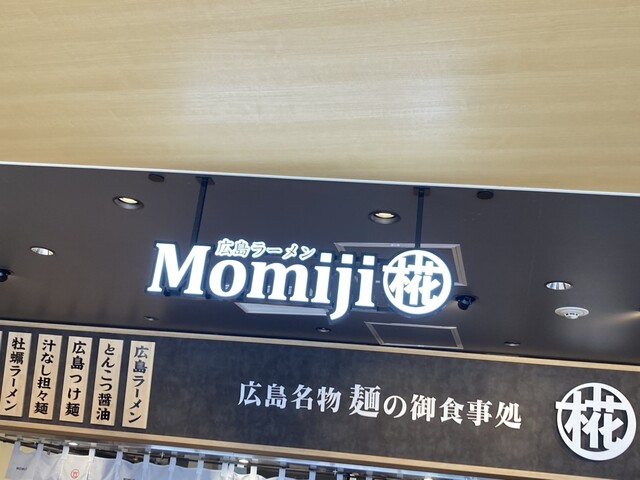 広島ラーメン
Momiji 椛
広島名物 麺の御食事処 椛
広島ラーメン
とんこつ醤油
広島つけ麺
汁なし担々麺
牡蠣ラーメン